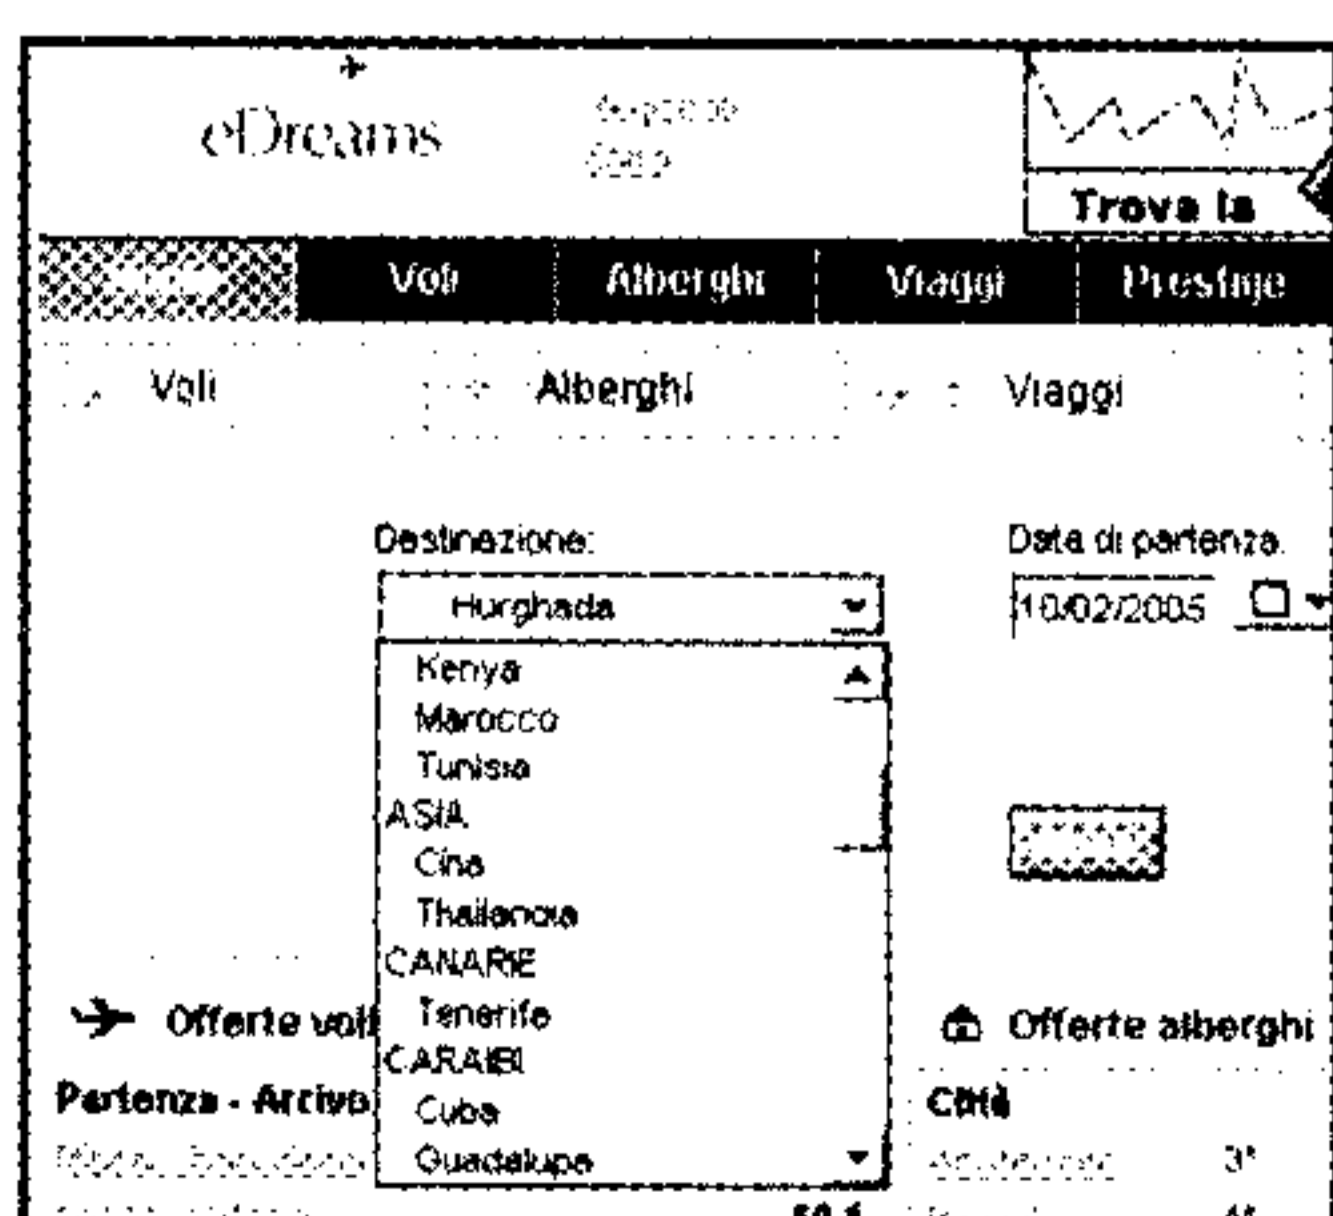 eDreams
Trova la
Voli Alberghi Viaggi Prestige
Voli Alberghi Viaggi
Destinazione: Data di partenza:
Hurghada 10/02/2005
Kenya
Marocco
Tunisia
ASIA
Cina
Thailandia
CANARIE
Tenerife
Offerte voli Offerte alberghi
CARAIBI
Partenza - Arrivo Città
Cuba
Guadalupa 3*